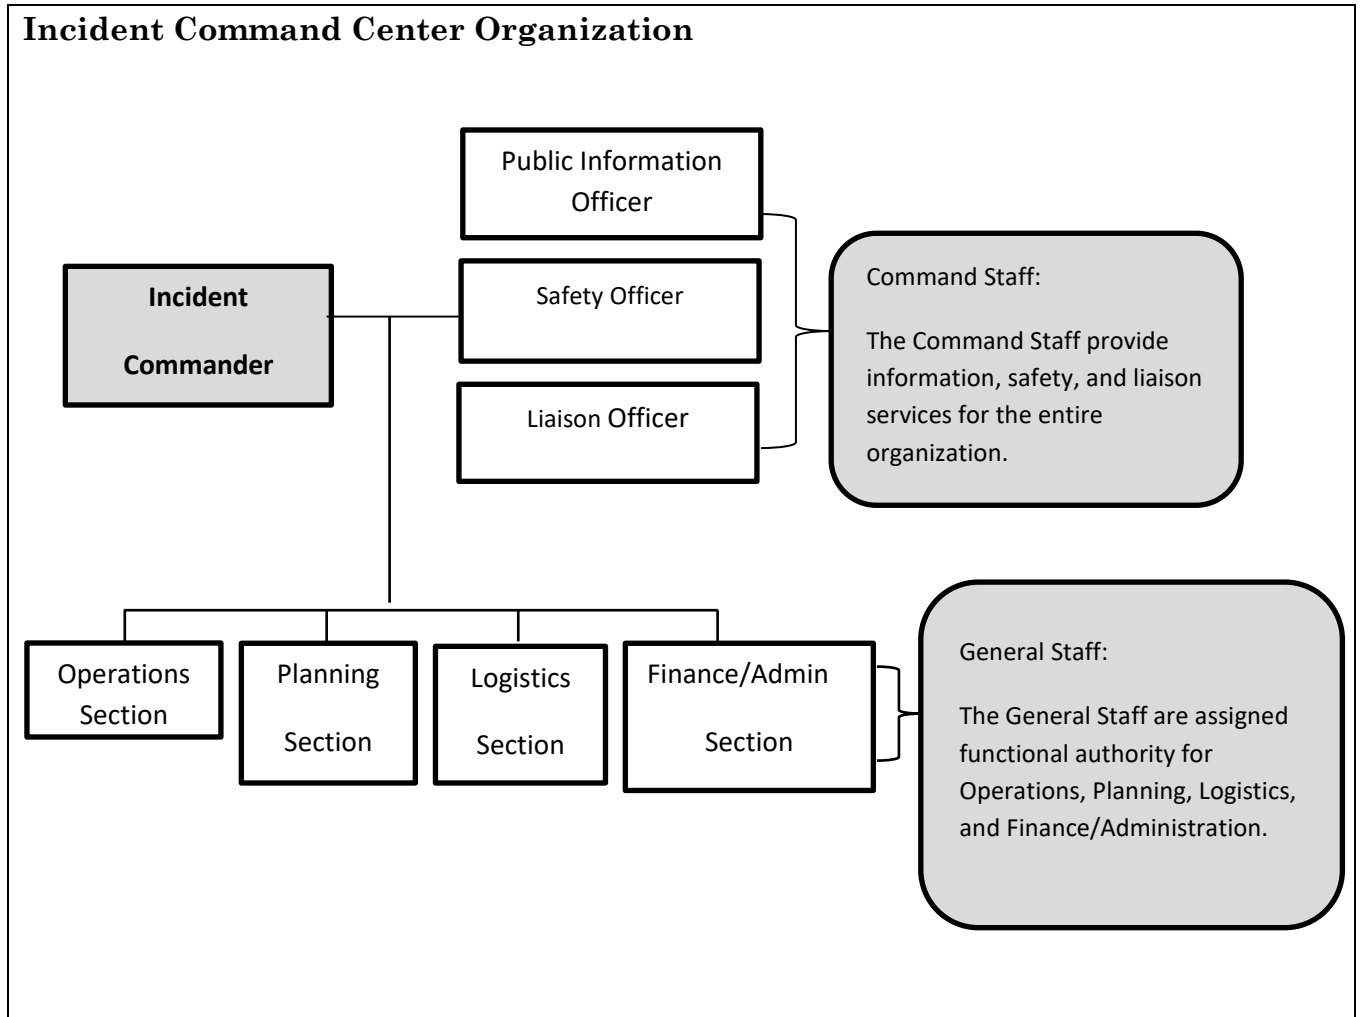 Incident Command Center Organization
Public Information
Officer
Incident
Commander
Safety Officer
Liaison Officer
Command Staff:
The Command Staff provide
information, safety, and liaison
services for the entire
organization.
Operations
Section
Planning
Section
Logistics
Section
Finance/Admin
Section
General Staff:
The General Staff are assigned
functional authority for
Operations, Planning, Logistics,
and Finance/Administration.